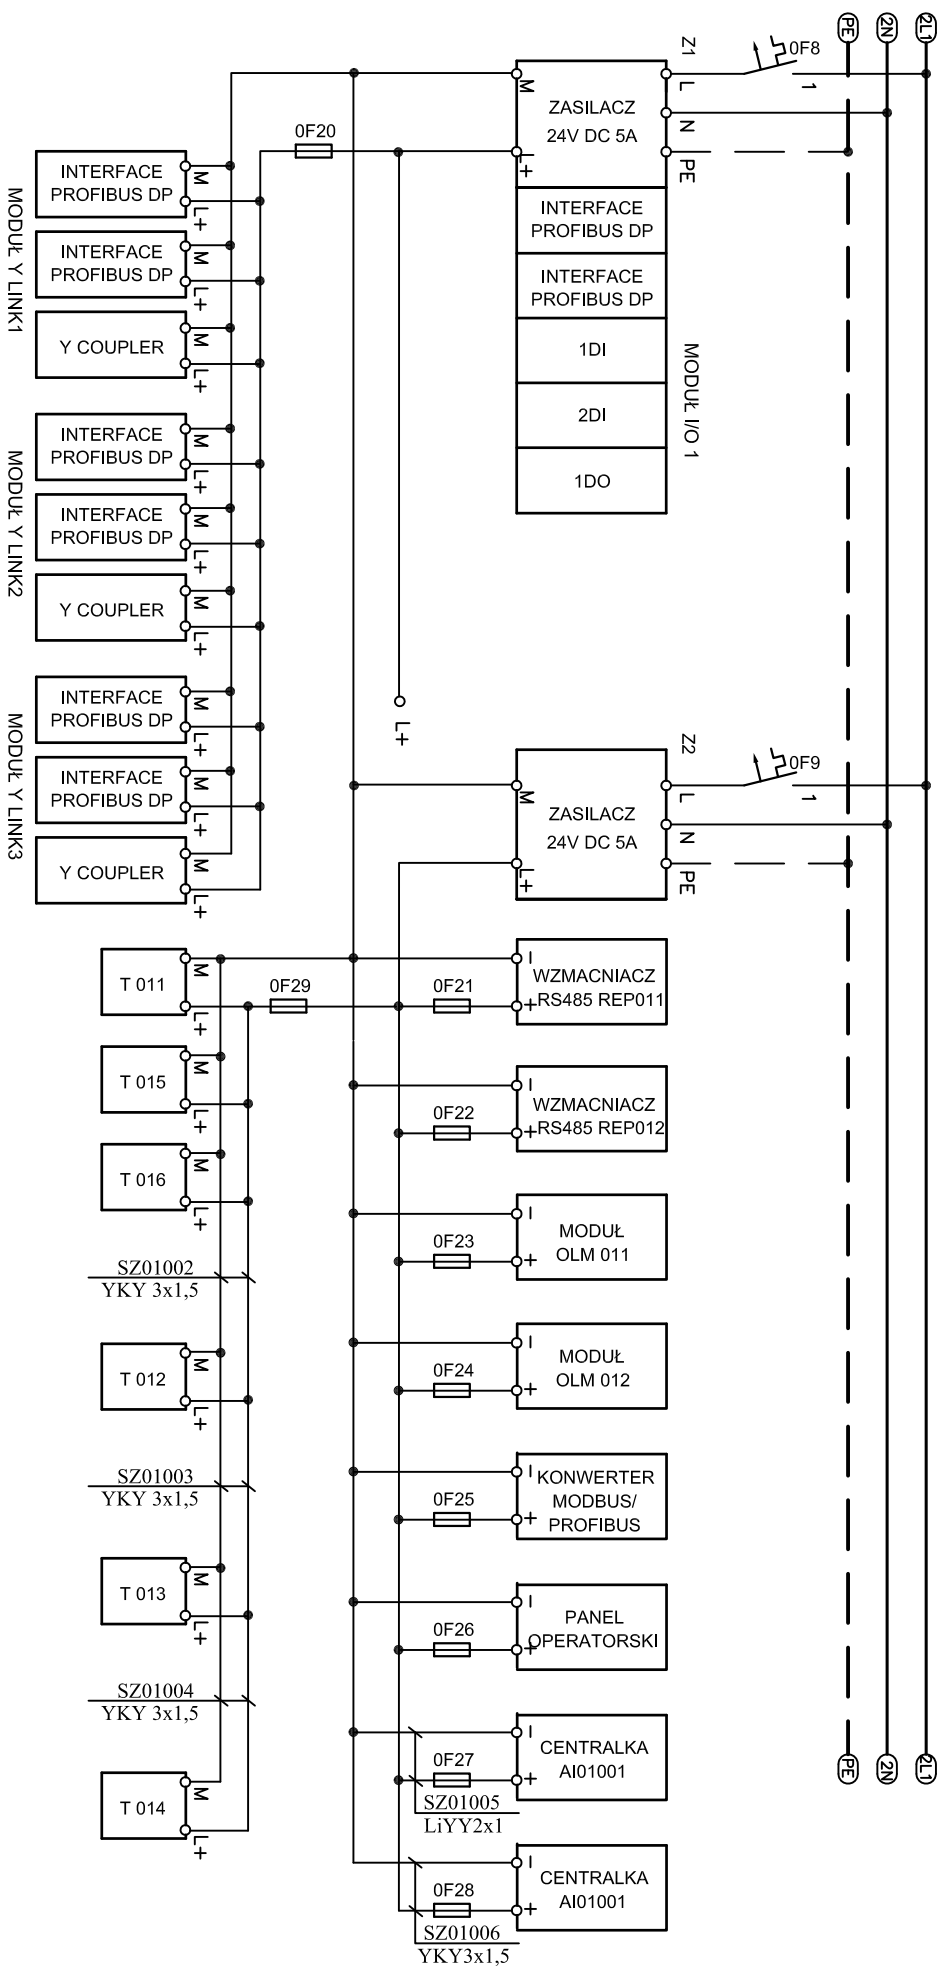 PE
2N
2L1
Z1
0F8
1
L
N
PE
M
L+
ZASILACZ
24V DC 5A
INTERFACE
PROFIBUS DP
INTERFACE
PROFIBUS DP
1DI
2DI
1DO
MODUŁ I/O 1
0F20
L+
MODUŁ Y LINK1
INTERFACE
PROFIBUS DP
M
L+
INTERFACE
PROFIBUS DP
M
L+
Y COUPLER
M
L+
MODUŁ Y LINK2
INTERFACE
PROFIBUS DP
M
L+
INTERFACE
PROFIBUS DP
M
L+
Y COUPLER
M
L+
MODUŁ Y LINK3
INTERFACE
PROFIBUS DP
M
L+
INTERFACE
PROFIBUS DP
M
L+
Y COUPLER
M
L+
Z2
0F9
1
L
N
PE
M
L+
ZASILACZ
24V DC 5A
T 011
M
L+
0F29
0F21
-
+
WZMACNIACZ
RS485 REP011
T 015
M
L+
0F22
-
+
WZMACNIACZ
RS485 REP012
T 016
M
L+
0F23
-
+
MODUŁ
OLM 011
SZ01002
YKY 3x1,5
T 012
M
L+
0F24
-
+
MODUŁ
OLM 012
SZ01003
YKY 3x1,5
0F25
-
+
KONWERTER
MODBUS/
PROFIBUS
T 013
M
L+
0F26
-
+
PANEL
OPERATORSKI
SZ01004
YKY 3x1,5
T 014
M
L+
0F27
-
+
CENTRALKA
AI01001
SZ01005
LiYY2x1
0F28
-
+
CENTRALKA
AI01001
SZ01006
YKY3x1,5
PE
2N
2L1